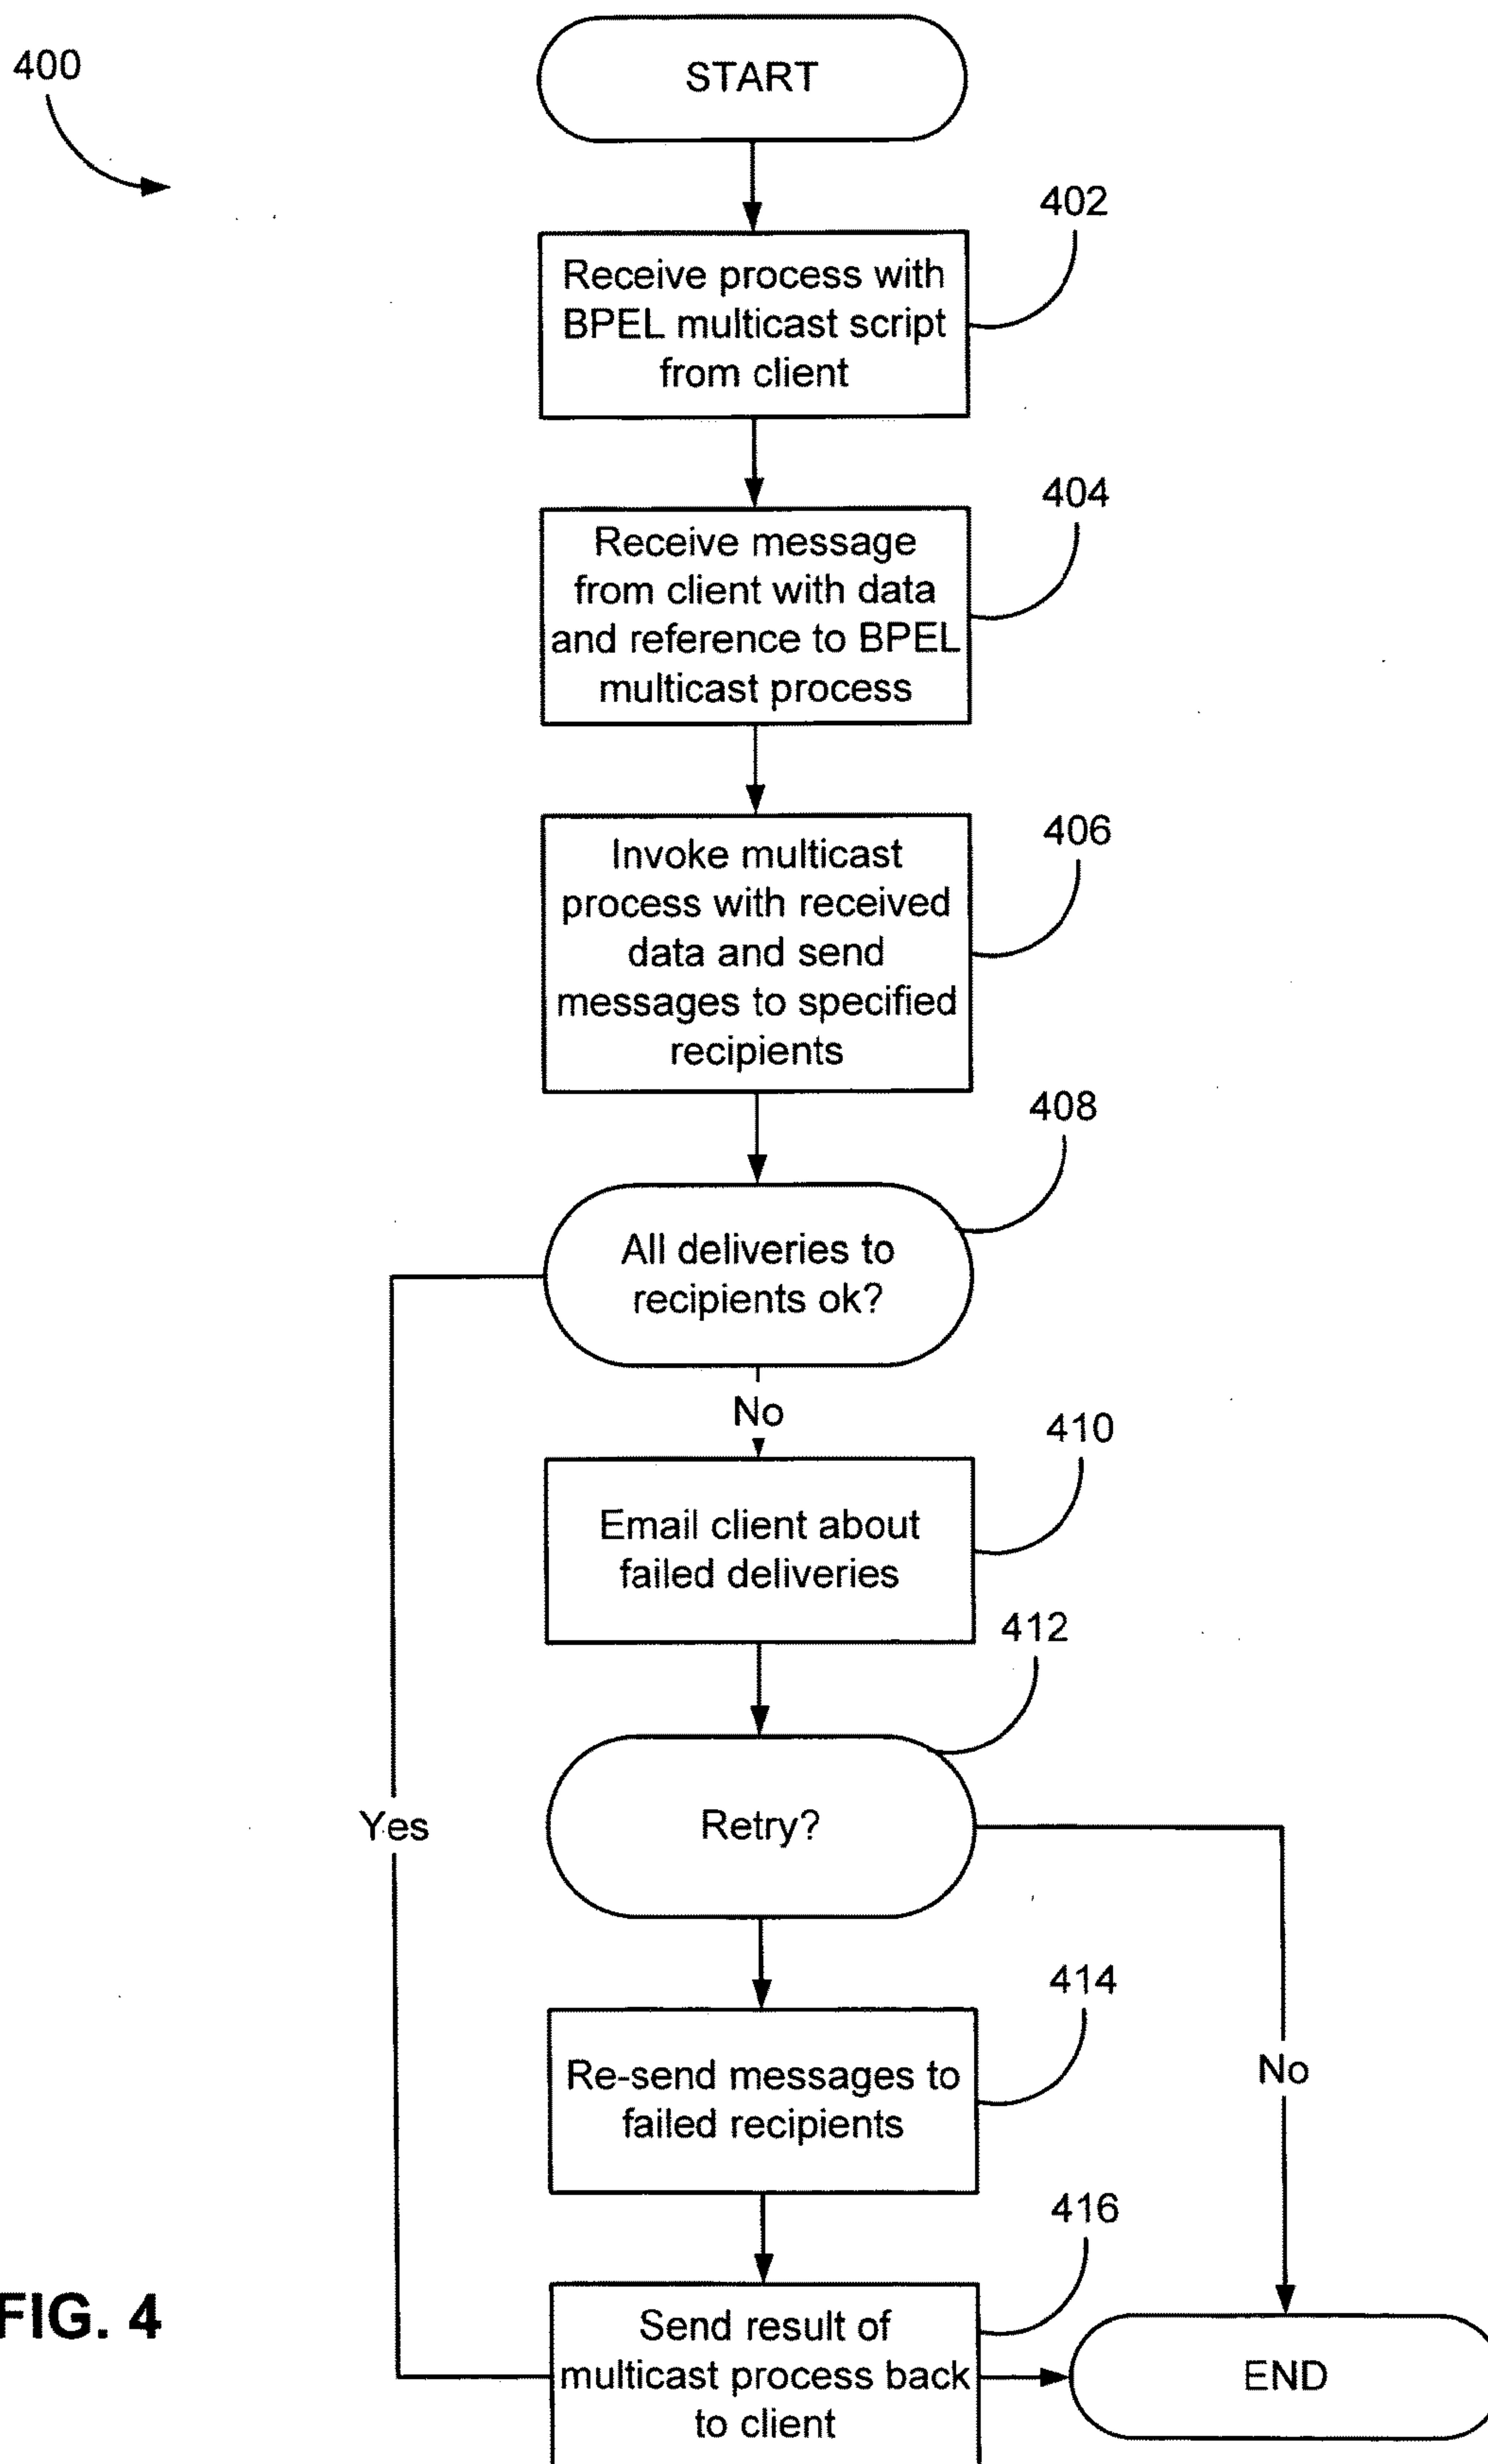 400
START
402
Receive process with
BPEL multicast script
from client
404
Receive message
from client with data
and reference to BPEL
multicast process
406
Invoke multicast
process with received
data and send
messages to specified
recipients
408
All deliveries to
recipients ok?
No
410
Email client about
failed deliveries
412
Retry?
Yes
414
Re-send messages to
failed recipients
No
416
Send result of
multicast process back
to client
END
FIG. 4